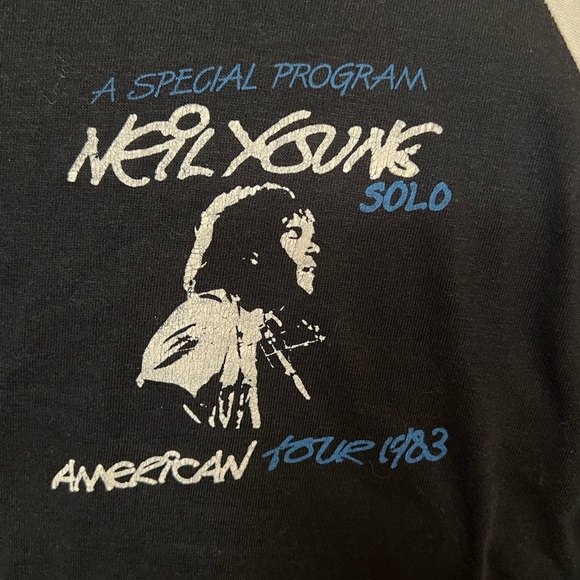 A SPECIAL PROGRAM
NEIL YOUNG
SOLO
AMERICAN TOUR 1983